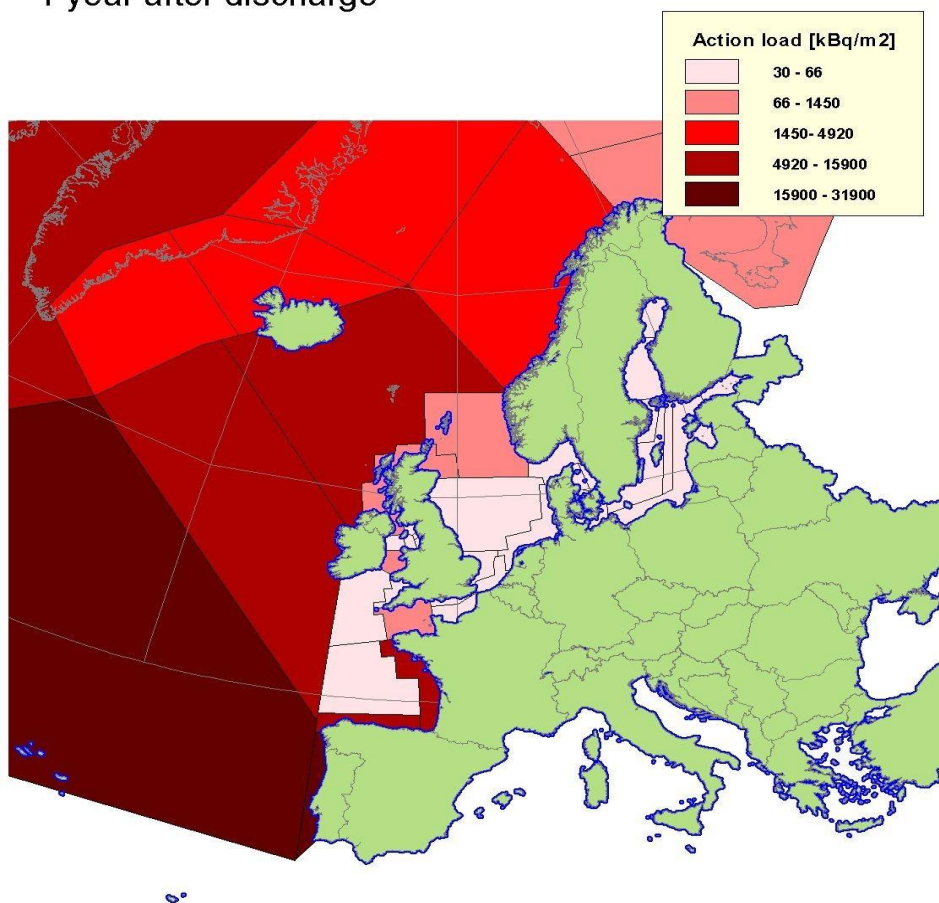 1 year after discharge
Action load [kBq/m2]
30 - 66
66 - 1450
1450- 4920
4920 - 15900
15900 - 31900